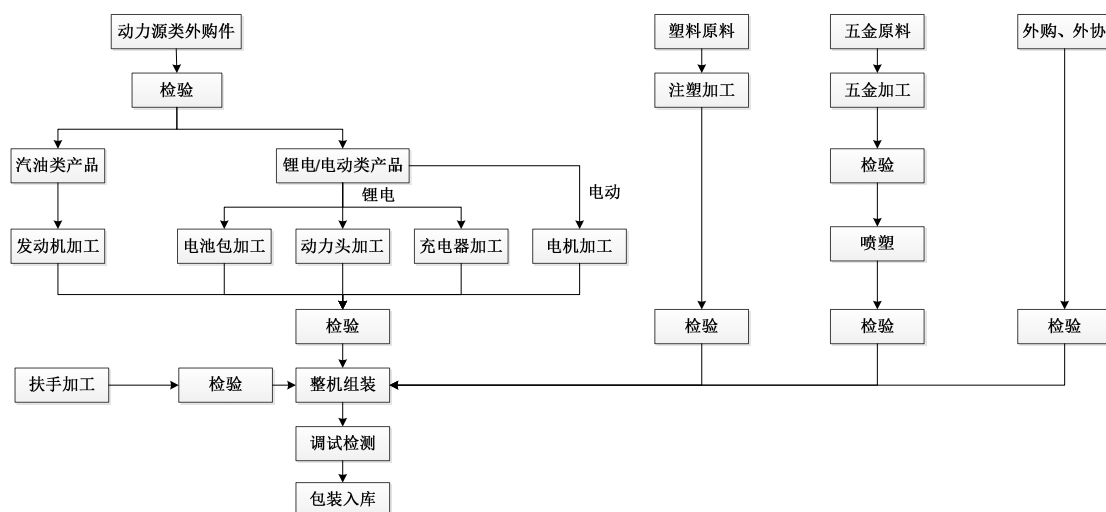 动力源类外购件
塑料原料
五金原料
外购、外协
检验
注塑加工
五金加工
汽油类产品
锂电/电动类产品
检验
锂电
电动
发动机加工
电池包加工
动力头加工
充电器加工
电机加工
喷塑
检验
检验
检验
检验
扶手加工
检验
整机组装
调试检测
包装入库